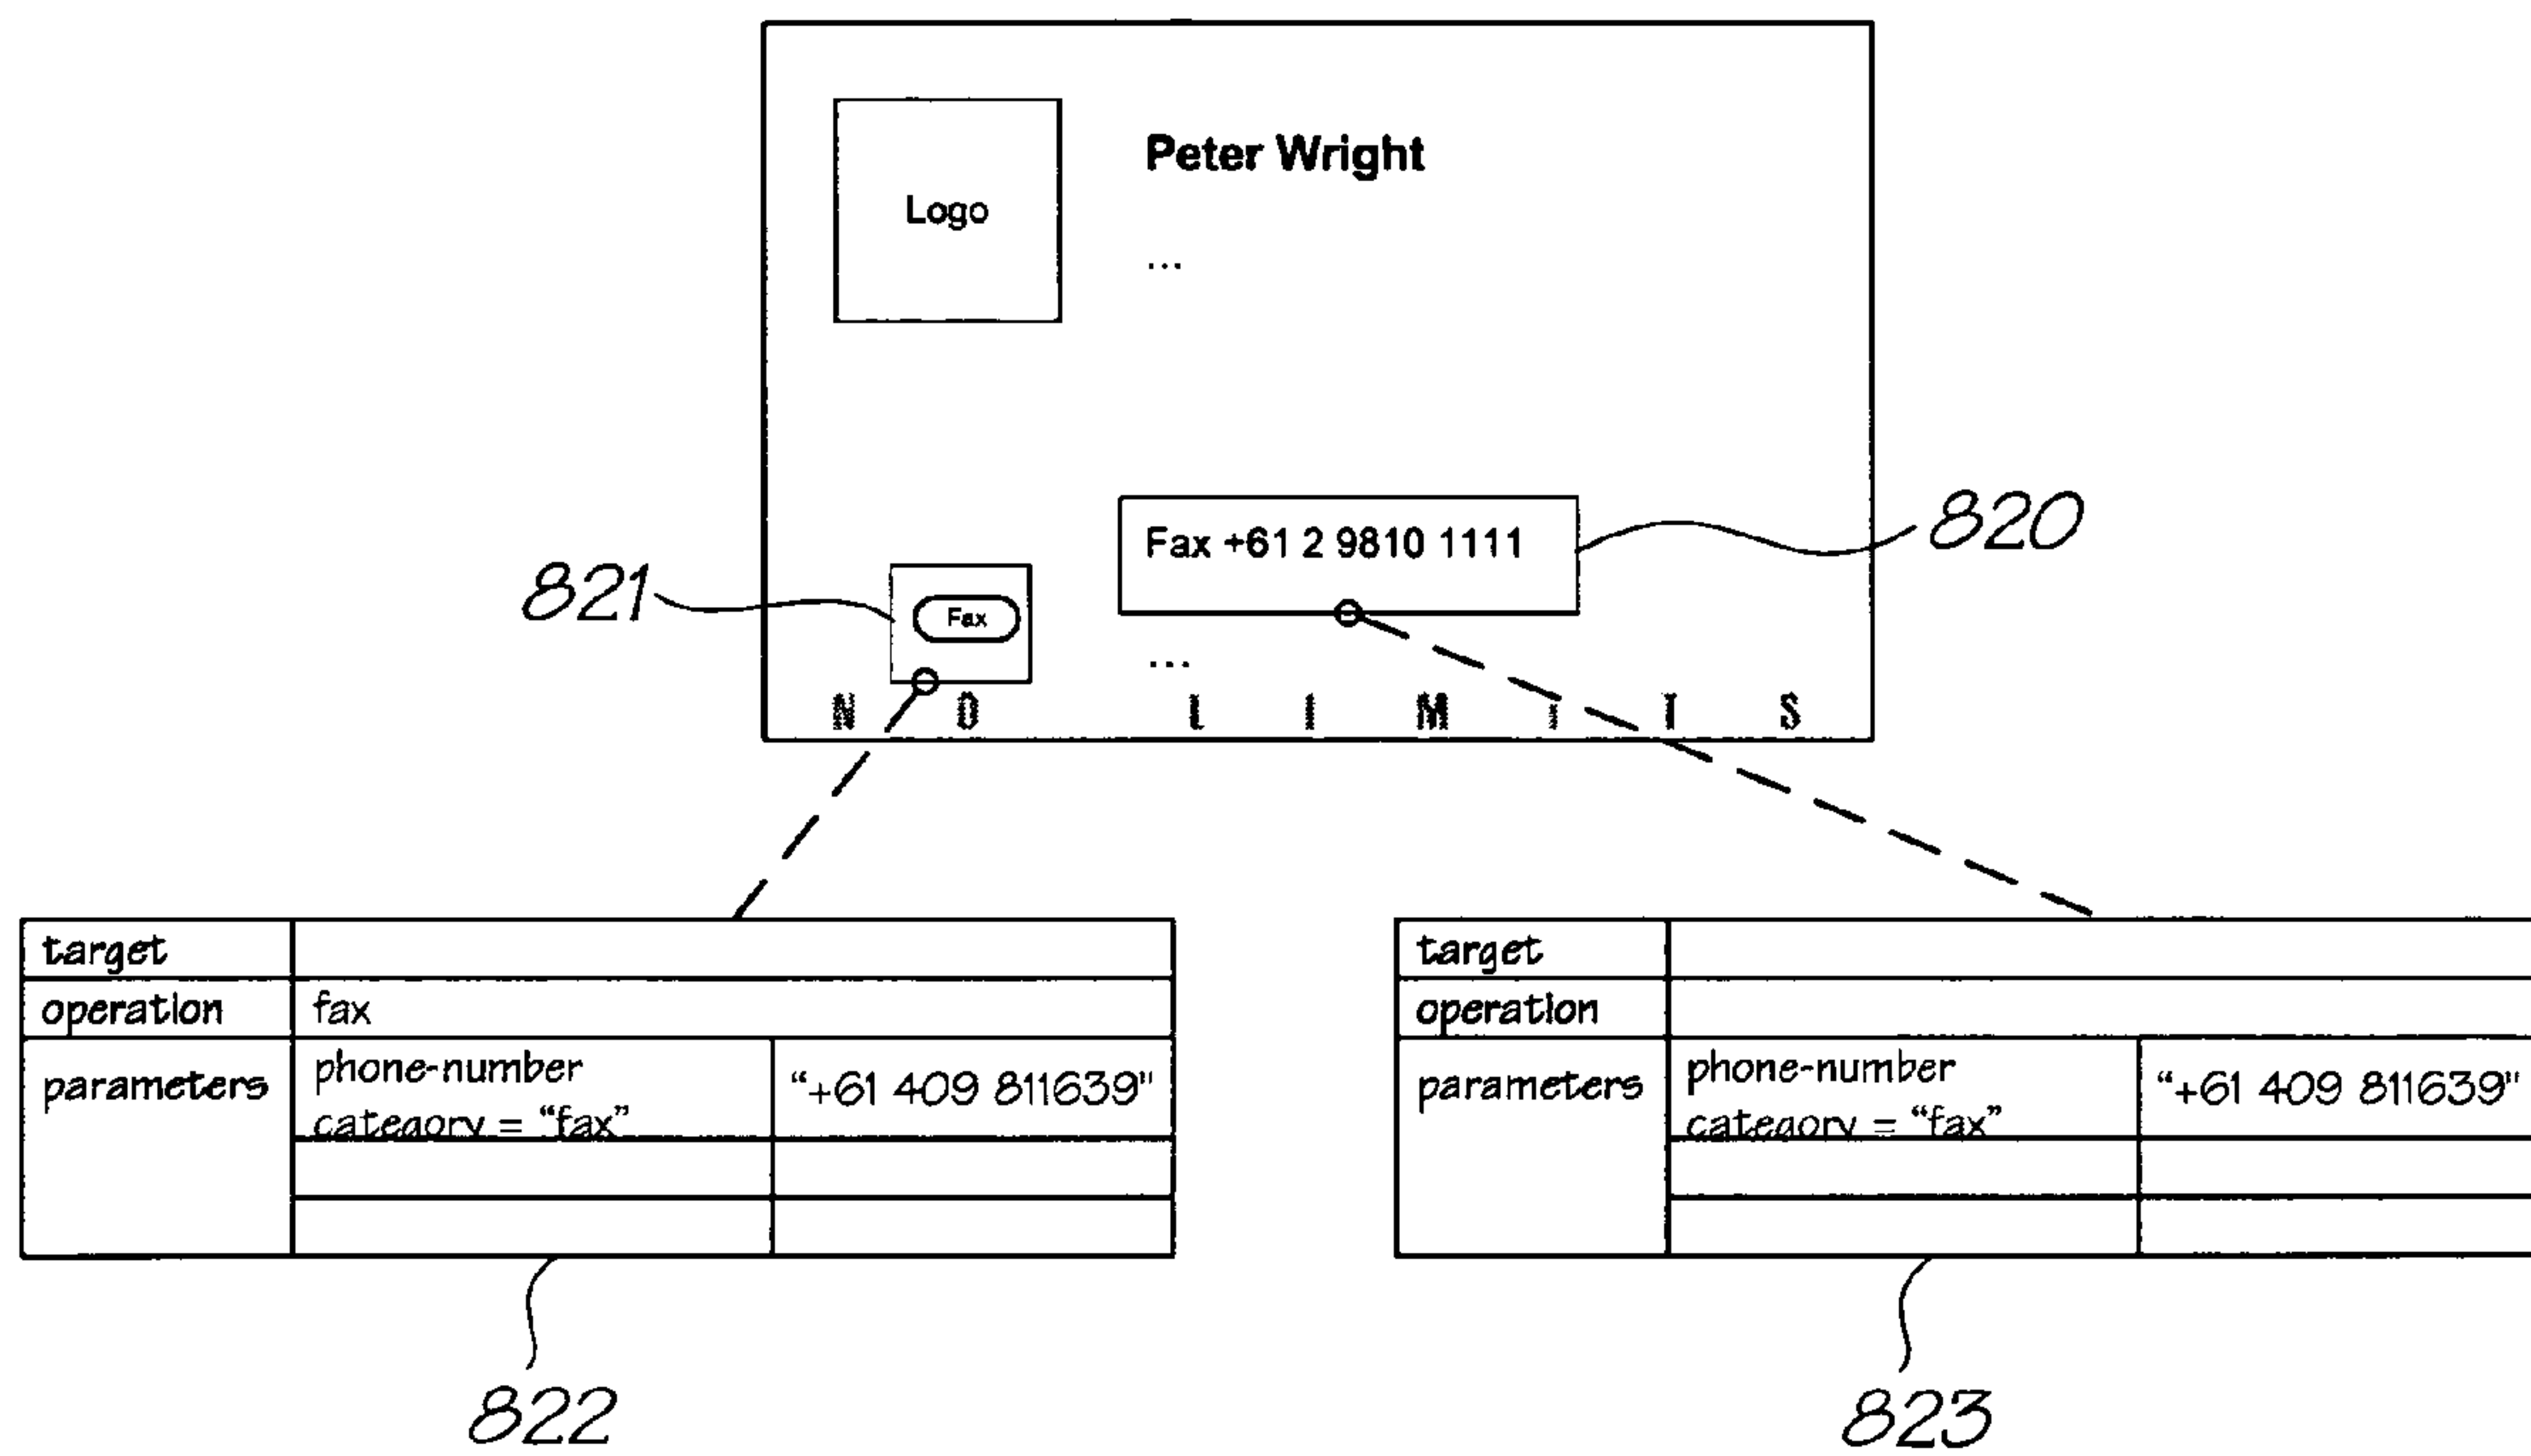 Peter Wright
Logo
...
Fax +61 2 9810 1111
820
821
Fax
...
N O L I M I T S
target
operation fax
parameters phone-number category = “fax” “+61 409 811639”
target
operation
parameters phone-number category = “fax” “+61 409 811639”
822
823